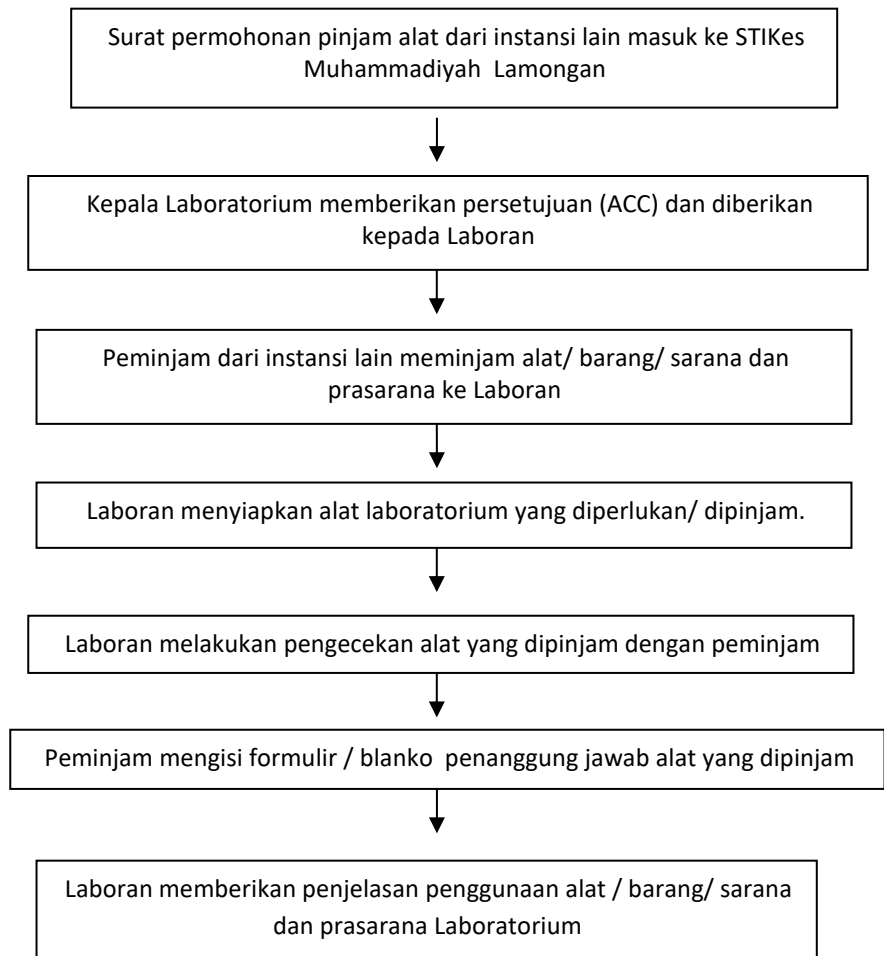 Surat permohonan pinjam alat dari instansi lain masuk ke STIKes
Muhammadiyah Lamongan
Kepala Laboratorium memberikan persetujuan (ACC) dan diberikan
kepada Laboran
Peminjam dari instansi lain meminjam alat/ barang/ sarana dan
prasarana ke Laboran
Laboran menyiapkan alat laboratorium yang diperlukan/ dipinjam.
Laboran melakukan pengecekan alat yang dipinjam dengan peminjam
Peminjam mengisi formulir / blanko penanggung jawab alat yang dipinjam
Laboran memberikan penjelasan penggunaan alat / barang/ sarana
dan prasarana Laboratorium